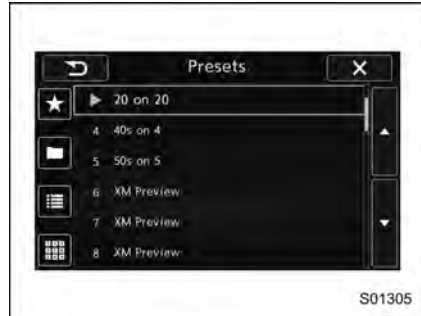 Presets
20 on 20
4 40s on 4
5 50s on 5
6 XM Preview
7 XM Preview
8 XM Preview
S01305